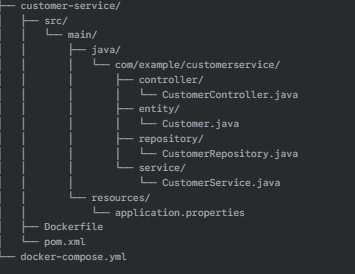 ├── customer-service/
│   ├── src/
│   │   └── main/
│   │       ├── java/
│   │       │   └── com/example/customerservice/
│   │       │       ├── controller/
│   │       │       │   └── CustomerController.java
│   │       │       ├── entity/
│   │       │       │   └── Customer.java
│   │       │       ├── repository/
│   │       │       │   └── CustomerRepository.java
│   │       │       └── service/
│   │       │           └── CustomerService.java
│   │       └── resources/
│   │           └── application.properties
│   ├── Dockerfile
│   └── pom.xml
└── docker-compose.yml